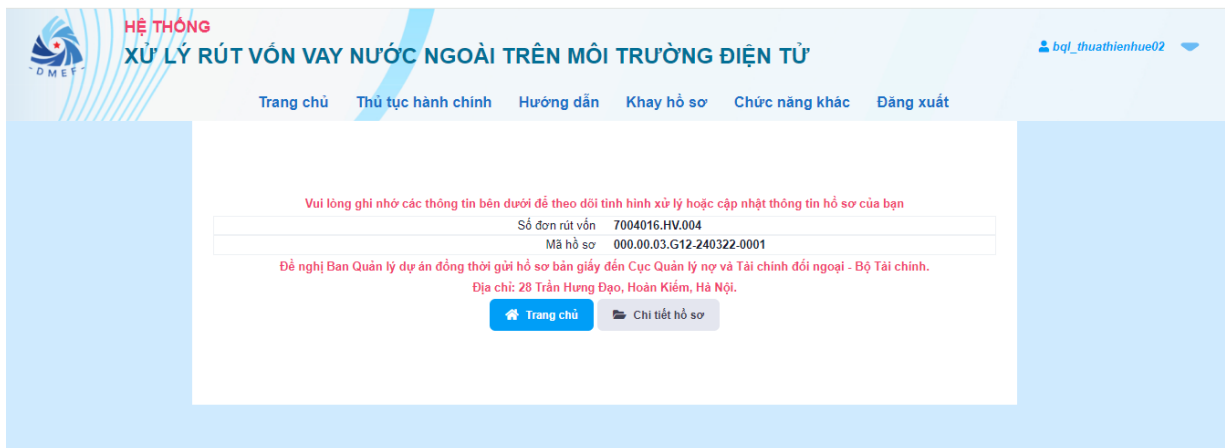 HỆ THỐNG
XỬ LÝ RÚT VỐN VAY NƯỚC NGOÀI TRÊN MÔI TRƯỜNG ĐIỆN TỬ
DMEF
bql_thuathienhue02
Trang chủ Thủ tục hành chính Hướng dẫn Khay hồ sơ Chức năng khác Đăng xuất
Vui lòng ghi nhớ các thông tin bên dưới để theo dõi tình hình xử lý hoặc cập nhật thông tin hồ sơ của bạn
Số đơn rút vốn 7004016.HV.004
Mã hồ sơ 000.00.03.G12-240322-0001
Đề nghị Ban Quản lý dự án đồng thời gửi hồ sơ bản giấy đến Cục Quản lý nợ và Tài chính đối ngoại - Bộ Tài chính.
Địa chỉ: 28 Trần Hưng Đạo, Hoàn Kiếm, Hà Nội.
Trang chủ Chi tiết hồ sơ